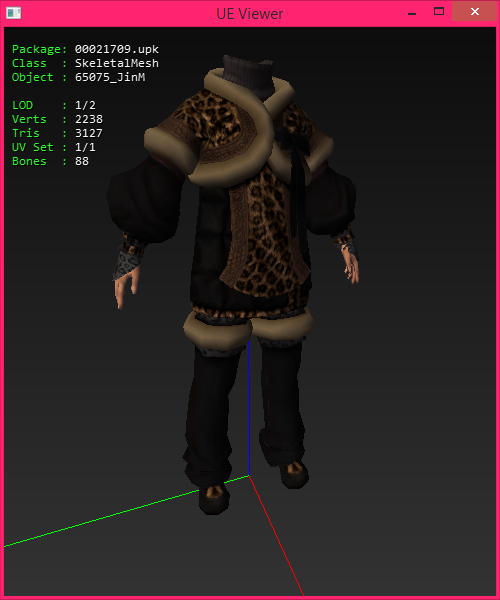 UE Viewer
Package: 00021709.upk
Class  : SkeletalMesh
Object : 65075_JinM
LOD    : 1/2
Verts  : 2238
Tris   : 3127
UV Set : 1/1
Bones  : 88